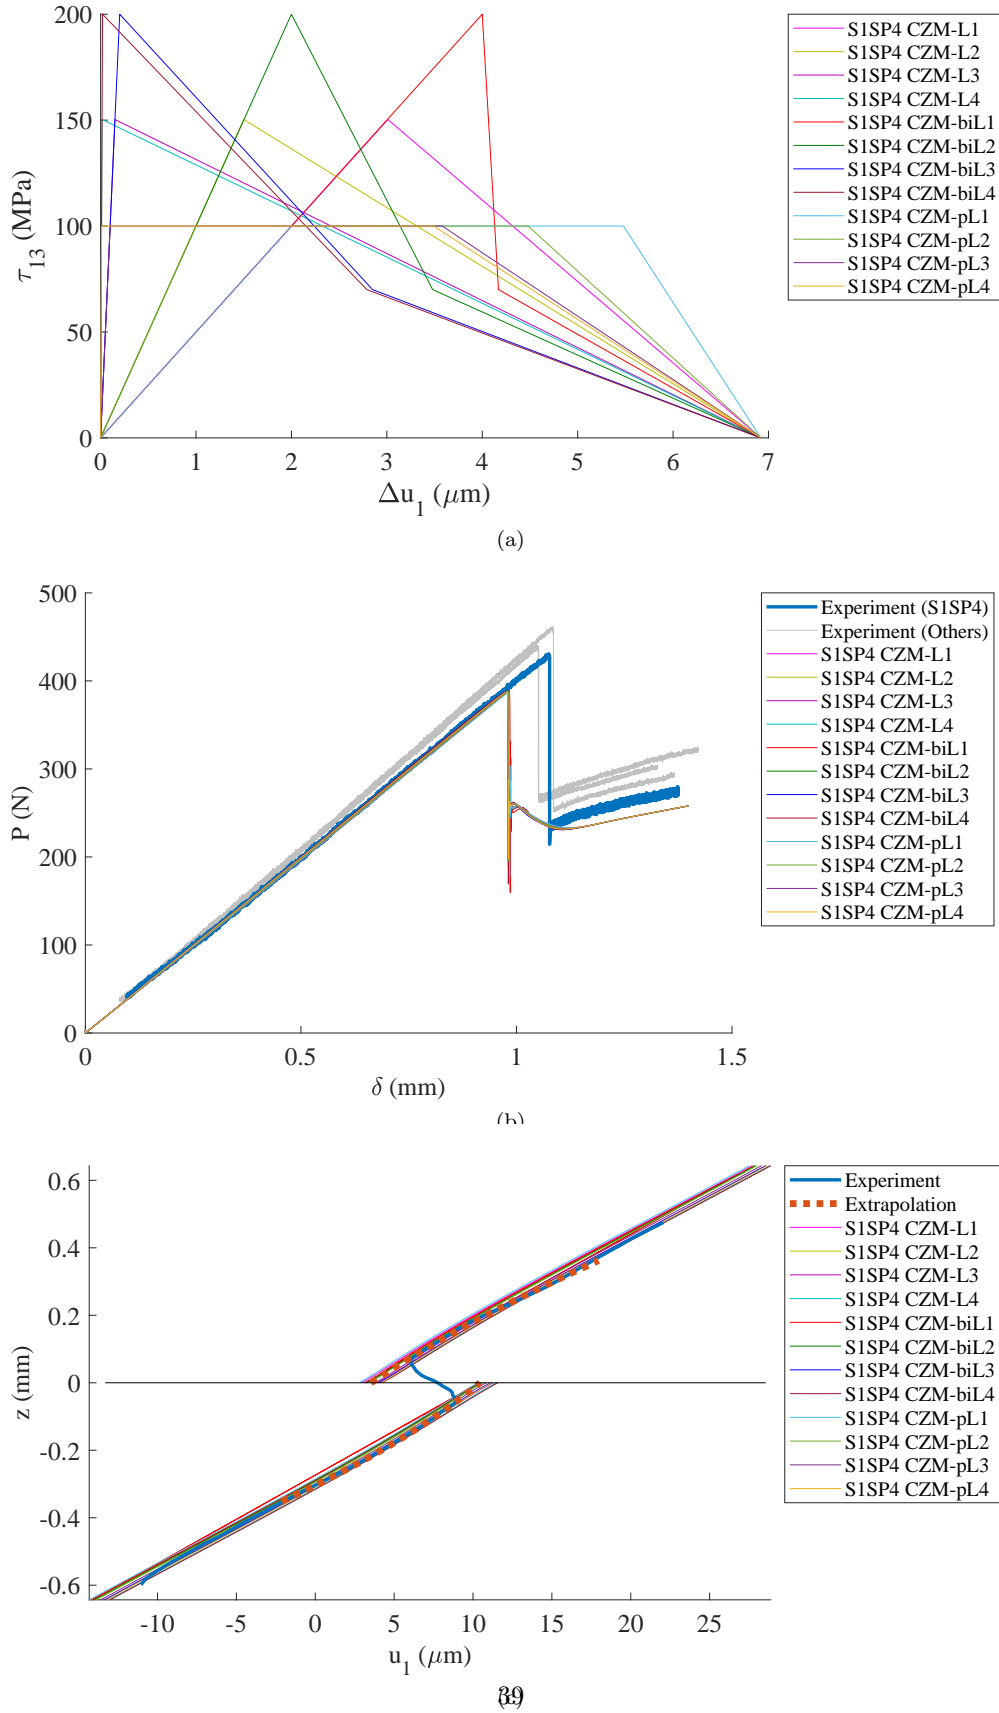 200
150
100
50
0
τ13 (MPa)
0 1 2 3 4 5 6 7
Δu1 (μm)
S1SP4 CZM-L1
S1SP4 CZM-L2
S1SP4 CZM-L3
S1SP4 CZM-L4
S1SP4 CZM-biL1
S1SP4 CZM-biL2
S1SP4 CZM-biL3
S1SP4 CZM-biL4
S1SP4 CZM-pL1
S1SP4 CZM-pL2
S1SP4 CZM-pL3
S1SP4 CZM-pL4
(a)
500
400
300
200
100
0
P (N)
0 0.5 1 1.5
δ (mm)
Experiment (S1SP4)
Experiment (Others)
S1SP4 CZM-L1
S1SP4 CZM-L2
S1SP4 CZM-L3
S1SP4 CZM-L4
S1SP4 CZM-biL1
S1SP4 CZM-biL2
S1SP4 CZM-biL3
S1SP4 CZM-biL4
S1SP4 CZM-pL1
S1SP4 CZM-pL2
S1SP4 CZM-pL3
S1SP4 CZM-pL4
(b)
0.6
0.4
0.2
0
-0.2
-0.4
-0.6
z (mm)
-10 -5 0 5 10 15 20 25
u1 (μm)
Experiment
Extrapolation
S1SP4 CZM-L1
S1SP4 CZM-L2
S1SP4 CZM-L3
S1SP4 CZM-L4
S1SP4 CZM-biL1
S1SP4 CZM-biL2
S1SP4 CZM-biL3
S1SP4 CZM-biL4
S1SP4 CZM-pL1
S1SP4 CZM-pL2
S1SP4 CZM-pL3
S1SP4 CZM-pL4
39